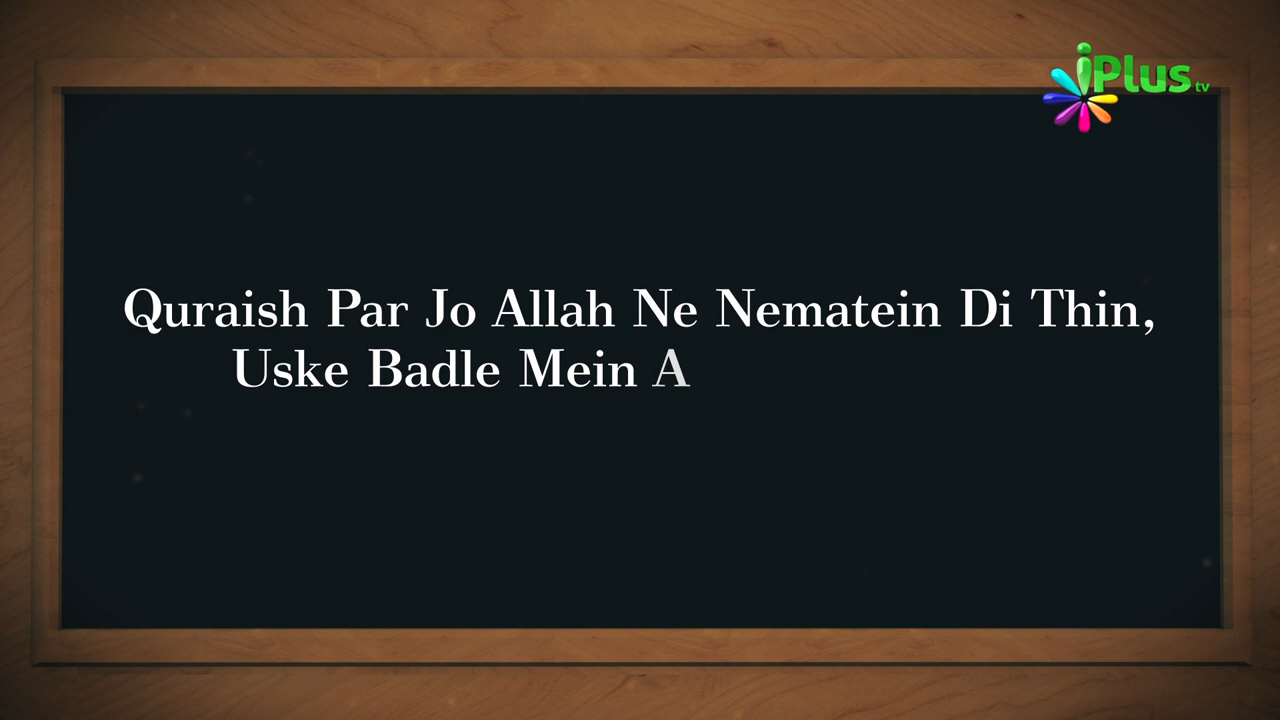 iPlus tv
Quraish Par Jo Allah Ne Nematein Di Thin,
Uske Badle Mein A